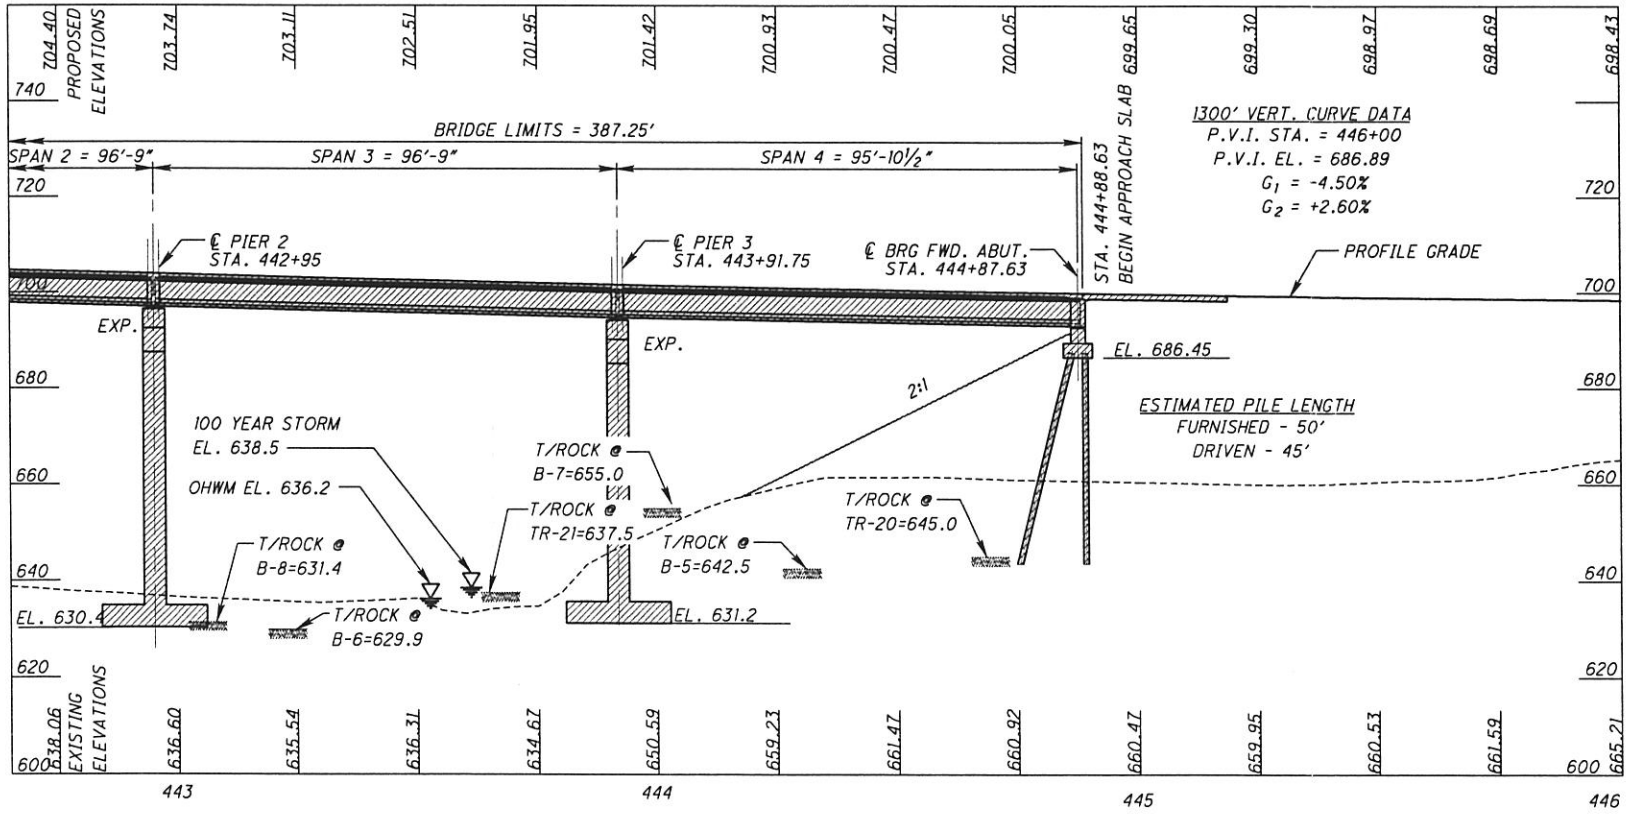 704.40
703.74
703.11
702.51
701.95
701.42
700.93
700.47
700.05
699.65
699.30
698.97
698.69
698.43
PROPOSED
ELEVATIONS
740
BRIDGE LIMITS = 387.25'
SPAN 2 = 96'-9"
SPAN 3 = 96'-9"
SPAN 4 = 95'-10½"
STA. 444+88.63
BEGIN APPROACH SLAB
1300' VERT. CURVE DATA
P.V.I. STA. = 446+00
P.V.I. EL. = 686.89
G₁ = -4.50%
G₂ = +2.60%
720
720
℄ PIER 2
STA. 442+95
℄ PIER 3
STA. 443+91.75
℄ BRG FWD. ABUT.
STA. 444+87.63
PROFILE GRADE
700
700
EXP.
EXP.
EL. 686.45
680
680
2:1
ESTIMATED PILE LENGTH
FURNISHED - 50'
DRIVEN - 45'
100 YEAR STORM
EL. 638.5
OHWM EL. 636.2
T/ROCK @
B-7=655.0
660
660
T/ROCK @
TR-21=637.5
T/ROCK @
TR-20=645.0
T/ROCK @
B-8=631.4
T/ROCK @
B-5=642.5
640
640
EL. 630.4
T/ROCK @
B-6=629.9
EL. 631.2
620
620
EXISTING
ELEVATIONS
638.06
636.60
635.54
636.31
634.67
650.59
659.23
661.47
660.92
660.47
659.95
660.53
661.59
665.21
600
600
443
444
445
446